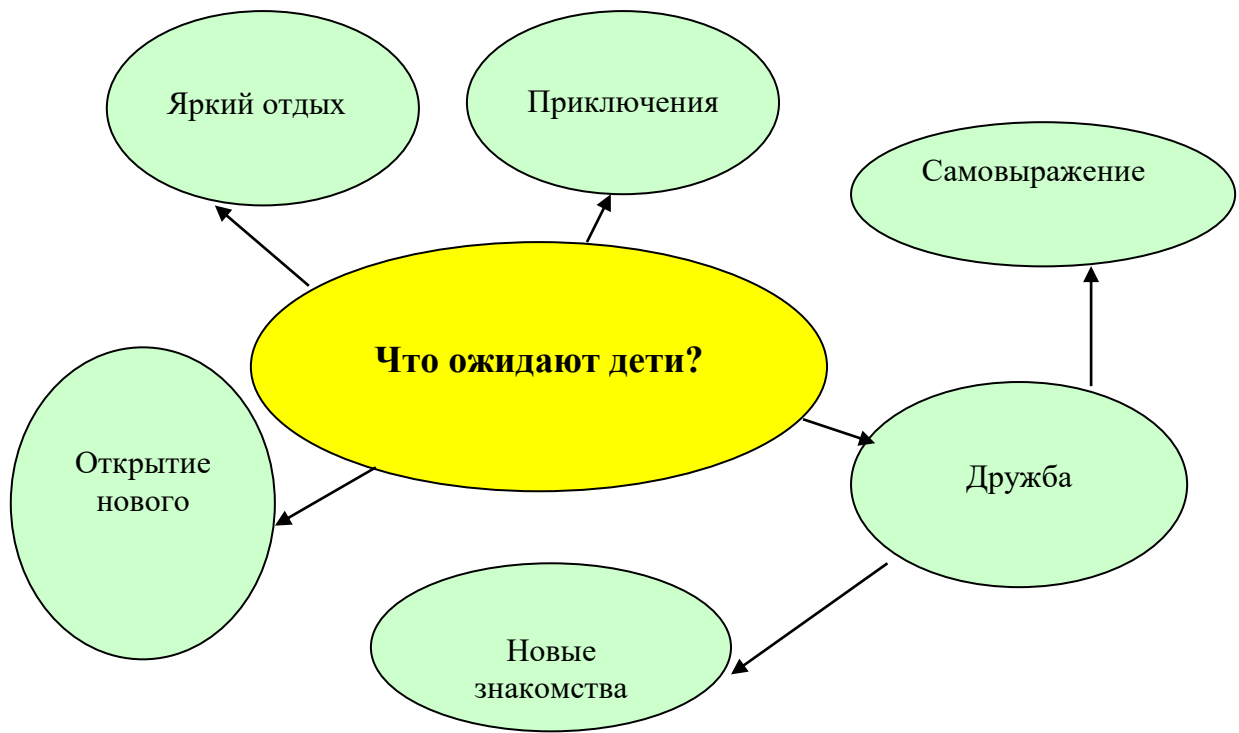 Яркий отдых
Приключения
Самовыражение
Что ожидают дети?
Открытие
нового
Дружба
Новые
знакомства